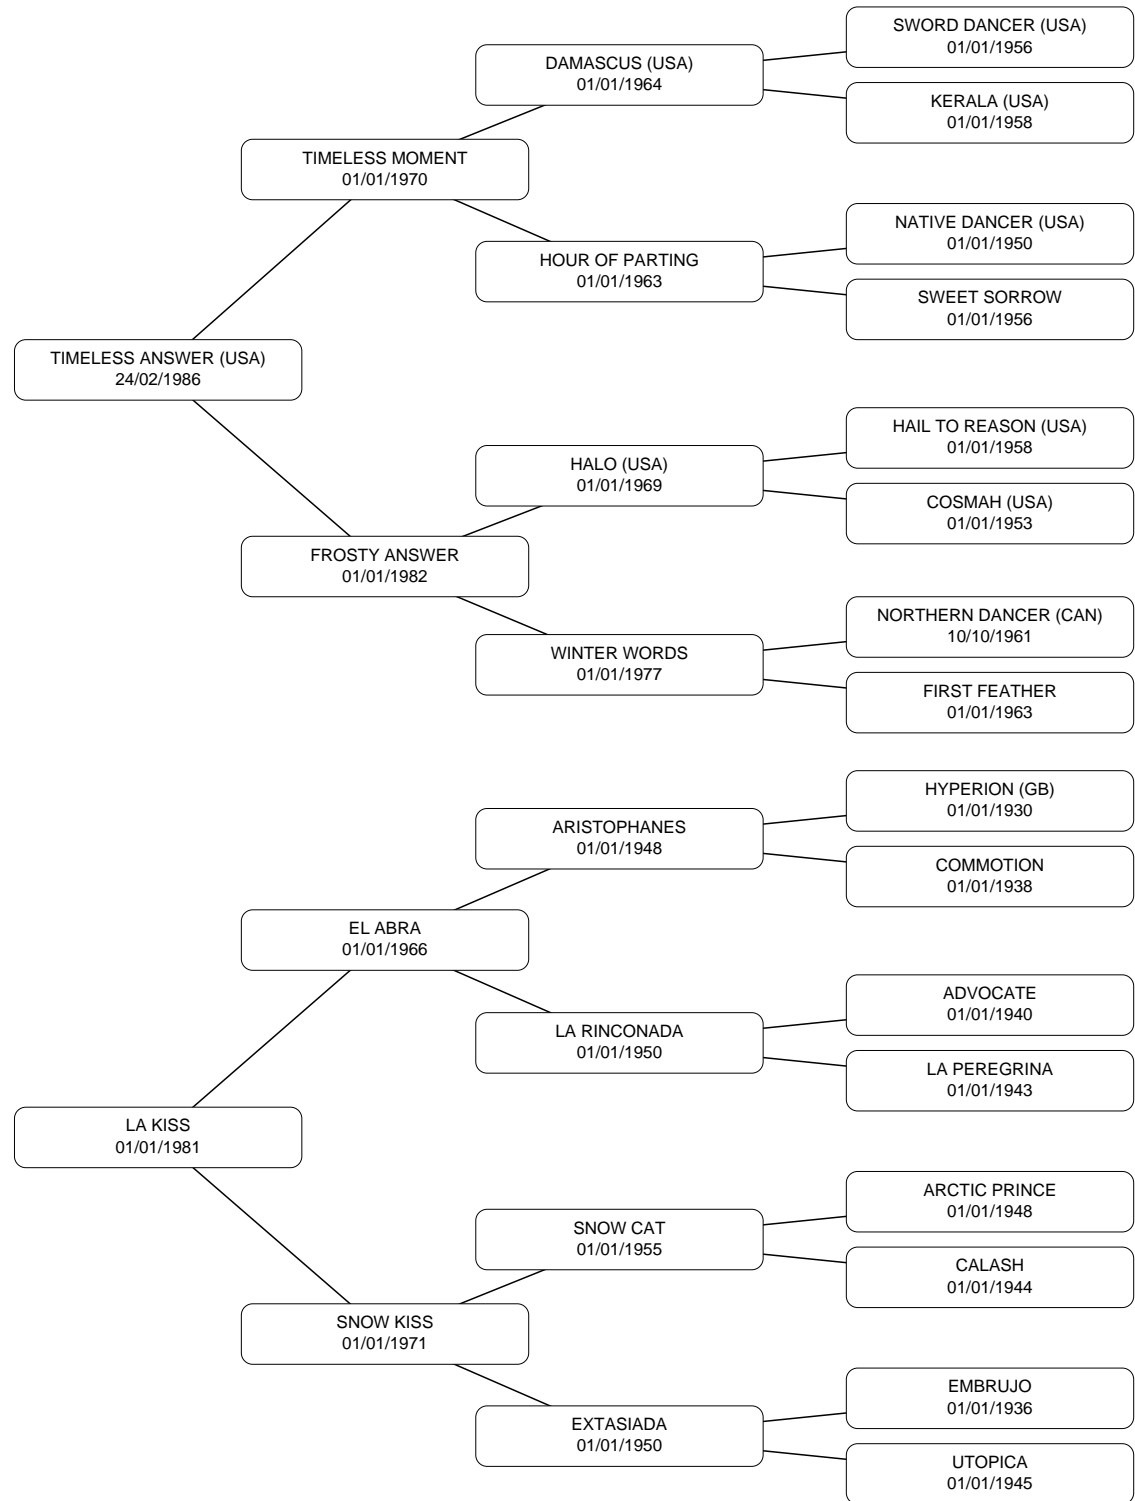 SWORD DANCER (USA)
01/01/1956
DAMASCUS (USA)
01/01/1964
KERALA (USA)
01/01/1958
TIMELESS MOMENT
01/01/1970
NATIVE DANCER (USA)
01/01/1950
HOUR OF PARTING
01/01/1963
SWEET SORROW
01/01/1956
TIMELESS ANSWER (USA)
24/02/1986
HAIL TO REASON (USA)
01/01/1958
HALO (USA)
01/01/1969
COSMAH (USA)
01/01/1953
FROSTY ANSWER
01/01/1982
NORTHERN DANCER (CAN)
10/10/1961
WINTER WORDS
01/01/1977
FIRST FEATHER
01/01/1963
HYPERION (GB)
01/01/1930
ARISTOPHANES
01/01/1948
COMMOTION
01/01/1938
EL ABRA
01/01/1966
ADVOCATE
01/01/1940
LA RINCONADA
01/01/1950
LA PEREGRINA
01/01/1943
LA KISS
01/01/1981
ARCTIC PRINCE
01/01/1948
SNOW CAT
01/01/1955
CALASH
01/01/1944
SNOW KISS
01/01/1971
EMBRUJO
01/01/1936
EXTASIADA
01/01/1950
UTOPICA
01/01/1945